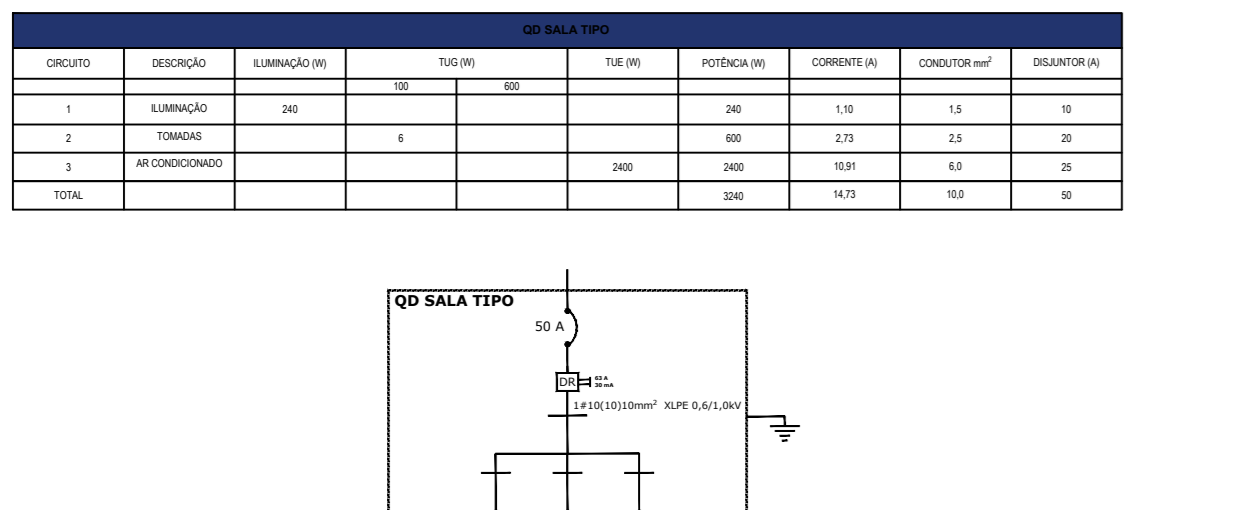 QD SALA TIPO
CIRCUITO DESCRIÇÃO ILUMINAÇÃO (W) TUG (W) TUE (W) POTÊNCIA (W) CORRENTE (A) CONDUTOR mm² DISJUNTOR (A)
100 600
1 ILUMINAÇÃO 240 240 1,10 1,5 10
2 TOMADAS 6 600 2,73 2,5 20
3 AR CONDICIONADO 2400 2400 10,91 6,0 25
TOTAL 3240 14,73 10,0 50
QD SALA TIPO
50 A
DR
63 A
30 mA
1#10(10)10mm² XLPE 0,6/1,0kV